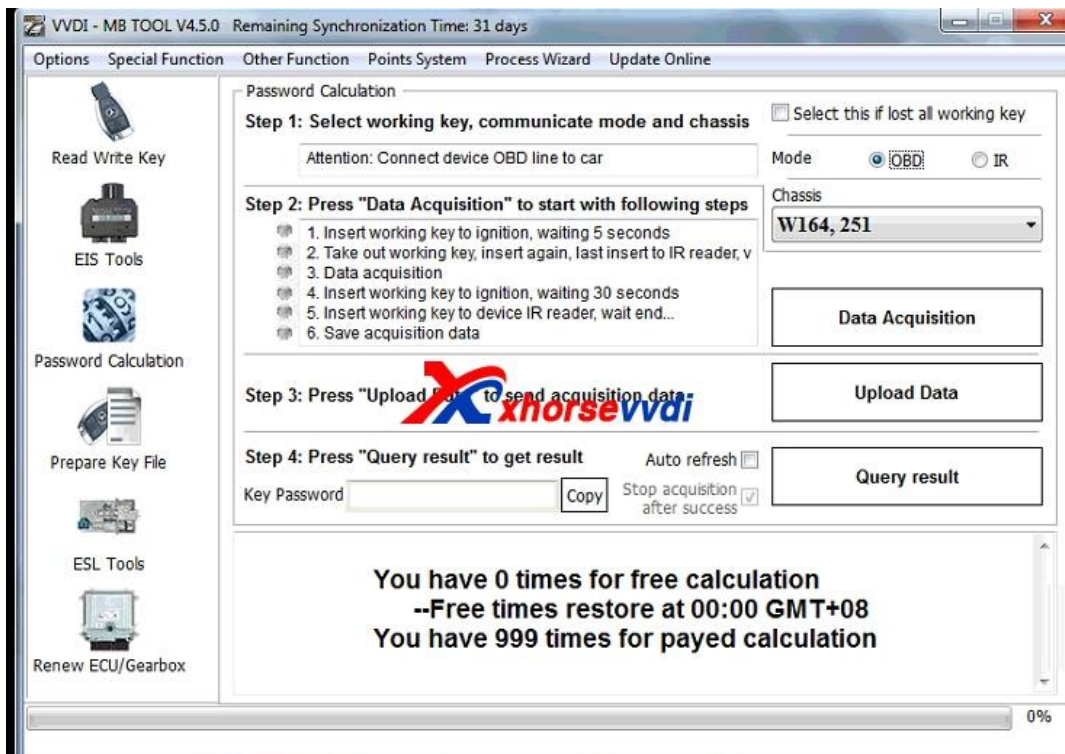 VVDI - MB TOOL V4.5.0 Remaining Synchronization Time: 31 days
Options Special Function Other Function Points System Process Wizard Update Online
Read Write Key
EIS Tools
Password Calculation
Prepare Key File
ESL Tools
Renew ECU/Gearbox
Password Calculation
Step 1: Select working key, communicate mode and chassis
Attention: Connect device OBD line to car
Select this if lost all working key
Mode OBD IR
Chassis
W164, 251
Step 2: Press "Data Acquisition" to start with following steps
1. Insert working key to ignition, waiting 5 seconds
2. Take out working key, insert again, last insert to IR reader, v
3. Data acquisition
4. Insert working key to ignition, waiting 30 seconds
5. Insert working key to device IR reader, wait end...
6. Save acquisition data
Data Acquisition
Step 3: Press "Upload to send acquisition data
xhorsevvdi
Upload Data
Step 4: Press "Query result" to get result
Auto refresh
Key Password Copy
Stop acquisition
after success
Query result
You have 0 times for free calculation
--Free times restore at 00:00 GMT+08
You have 999 times for payed calculation
0%